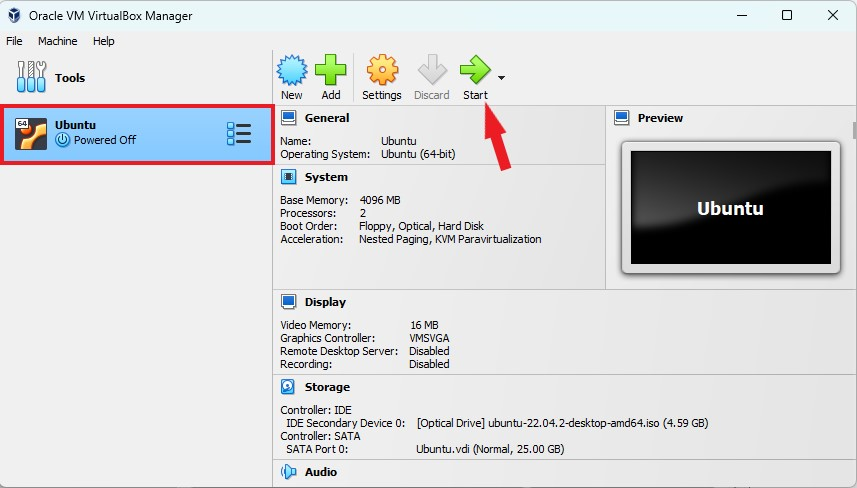 Oracle VM VirtualBox Manager
File Machine Help
Tools
New Add Settings Discard Start
64
Ubuntu
Powered Off
General
Name: Ubuntu
Operating System: Ubuntu (64-bit)
System
Base Memory: 4096 MB
Processors: 2
Boot Order: Floppy, Optical, Hard Disk
Acceleration: Nested Paging, KVM Paravirtualization
Preview
Ubuntu
Display
Video Memory: 16 MB
Graphics Controller: VMSVGA
Remote Desktop Server: Disabled
Recording: Disabled
Storage
Controller: IDE
IDE Secondary Device 0: [Optical Drive] ubuntu-22.04.2-desktop-amd64.iso (4.59 GB)
Controller: SATA
SATA Port 0: Ubuntu.vdi (Normal, 25.00 GB)
Audio